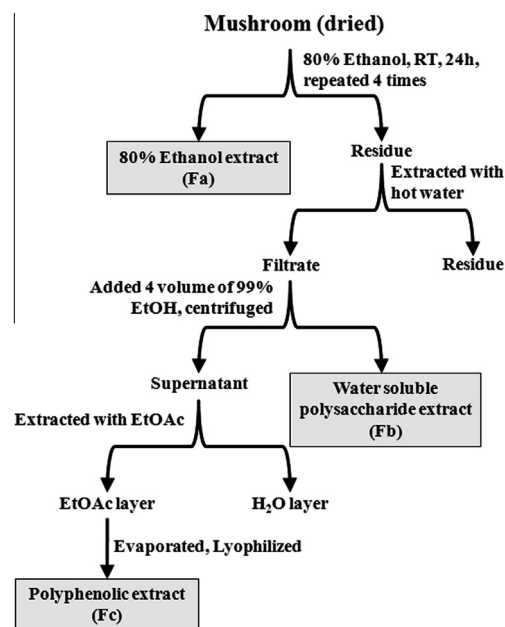 Mushroom (dried)
80% Ethanol, RT, 24h,
repeated 4 times
80% Ethanol extract
(Fa)
Residue
Extracted with
hot water
Filtrate
Residue
Added 4 volume of 99%
EtOH, centrifuged
Supernatant
Water soluble
polysaccharide extract
(Fb)
Extracted with EtOAc
EtOAc layer
H₂O layer
Evaporated, Lyophilized
Polyphenolic extract
(Fc)